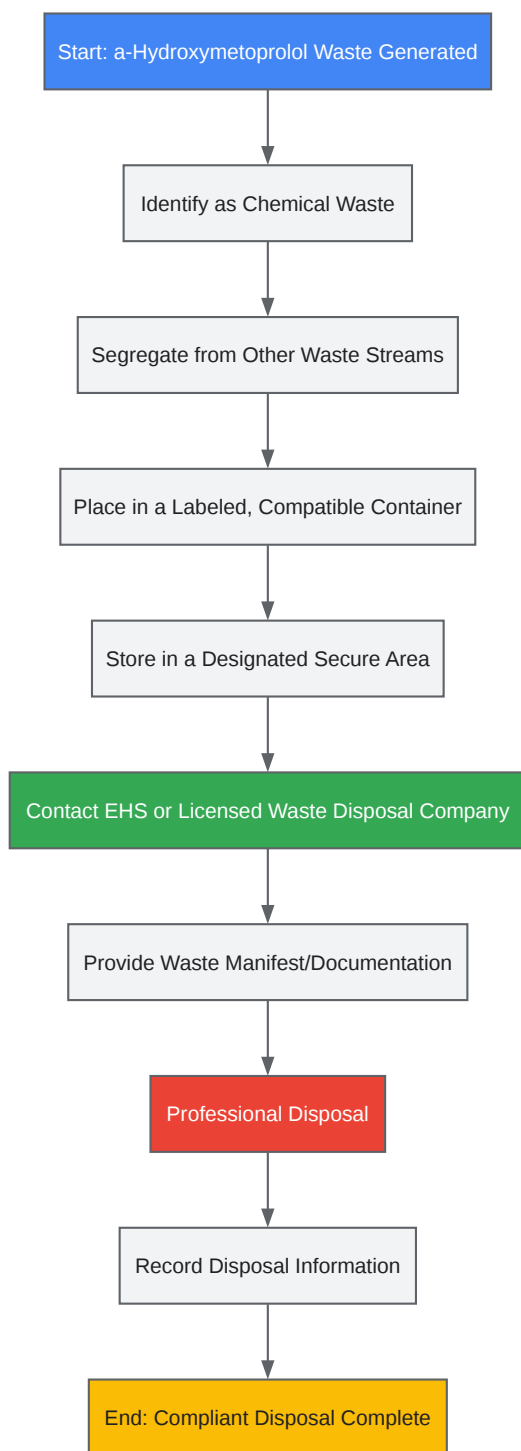 Start: a-Hydroxymetoprolol Waste Generated
Identify as Chemical Waste
Segregate from Other Waste Streams
Place in a Labeled, Compatible Container
Store in a Designated Secure Area
Contact EHS or Licensed Waste Disposal Company
Provide Waste Manifest/Documentation
Professional Disposal
Record Disposal Information
End: Compliant Disposal Complete